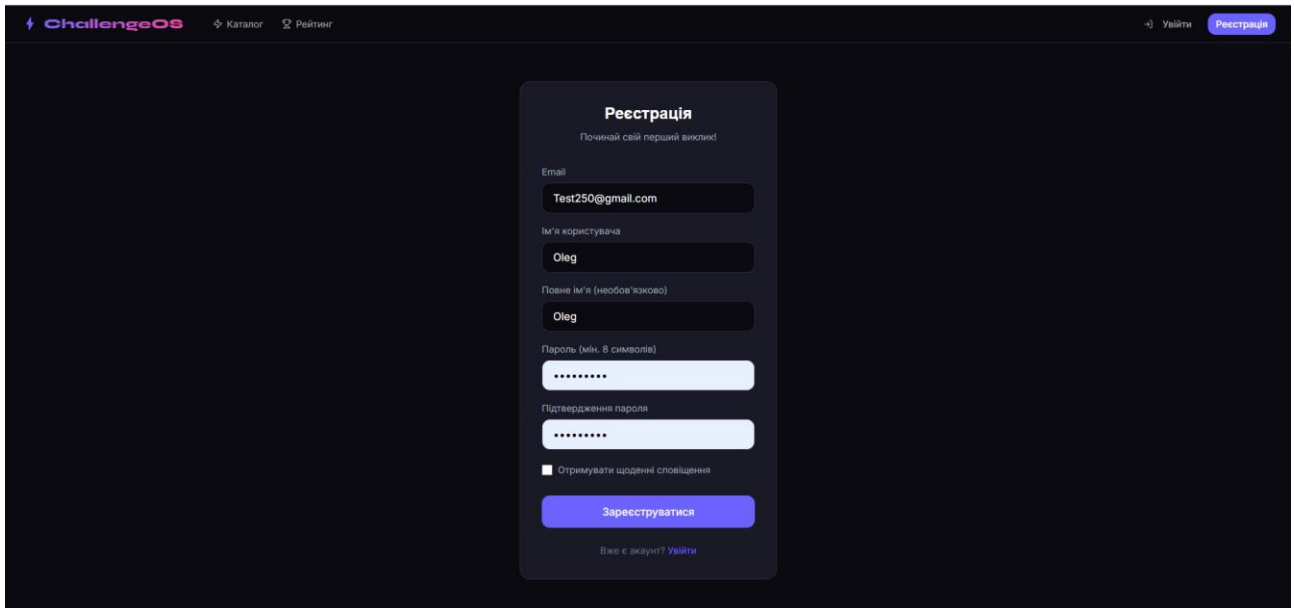 ChallengeOS Каталог Рейтинг Увійти Реєстрація
Реєстрація
Починай свій перший виклик!
Email
Test250@gmail.com
Ім'я користувача
Oleg
Повне ім'я (необов'язково)
Oleg
Пароль (мін. 8 символів)
•••••••••
Підтвердження пароля
•••••••••
Отримувати щоденні сповіщення
Зареєструватися
Вже є акаунт? Увійти